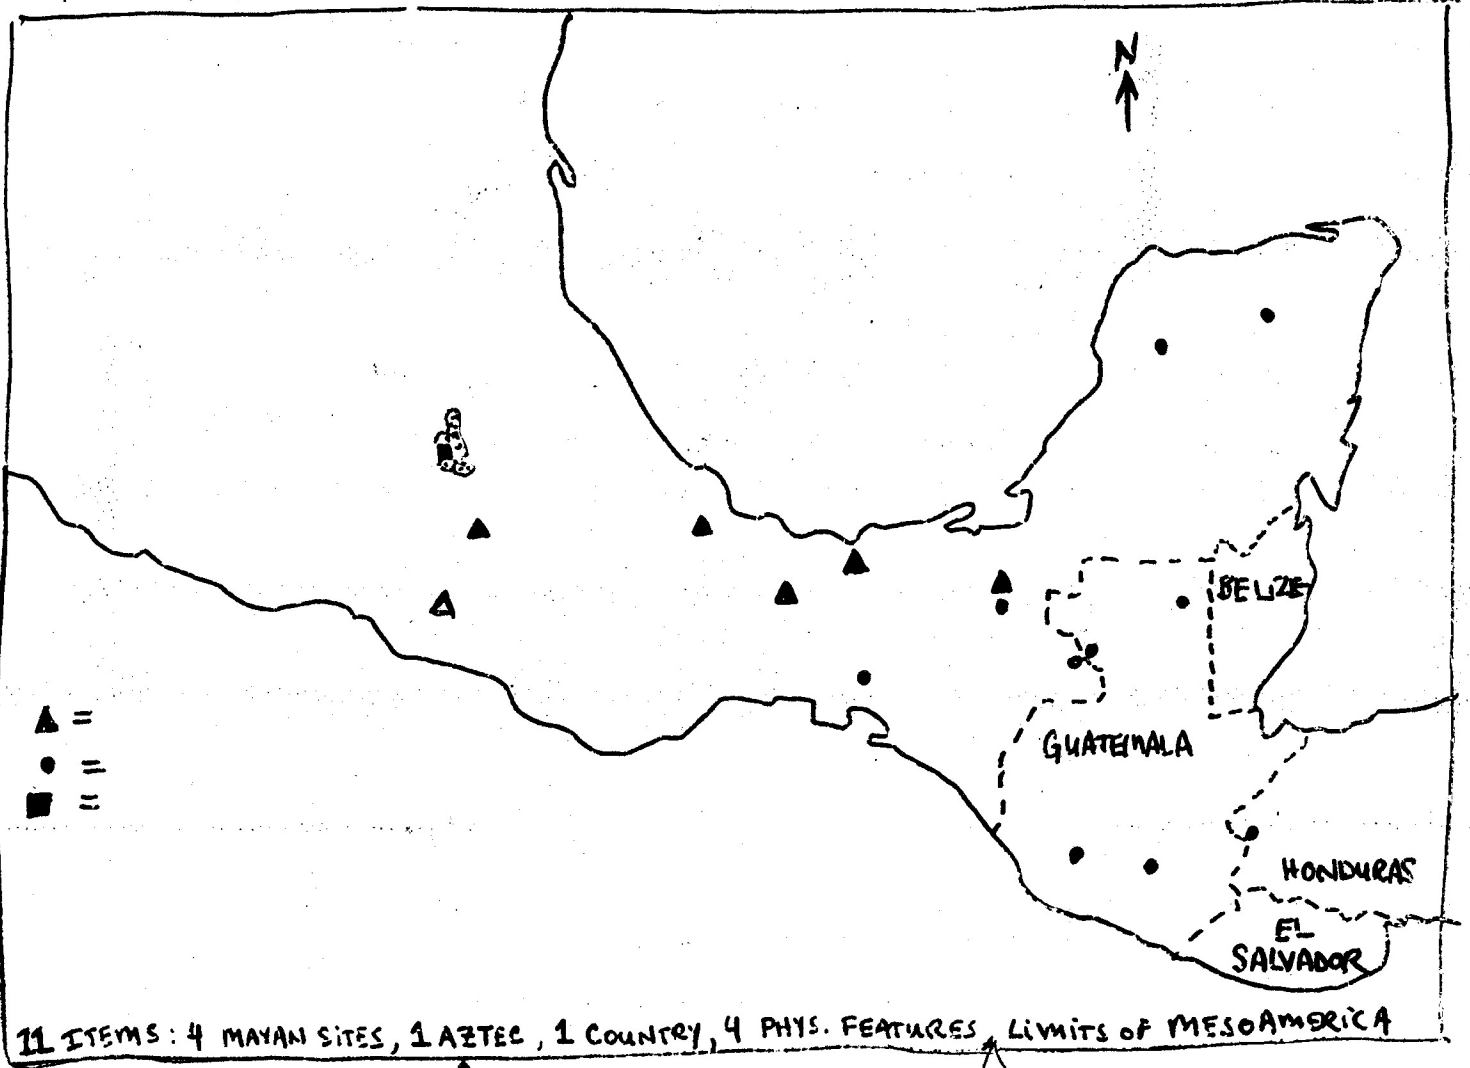 N
BELIZE
=
=
=
GUATEMALA
HONDURAS
EL
SALVADOR
11 ITEMS: 4 MAYAN SITES, 1 AZTEC, 1 COUNTRY, 4 PHYS. FEATURES, LIMITS OF MESOAMERICA